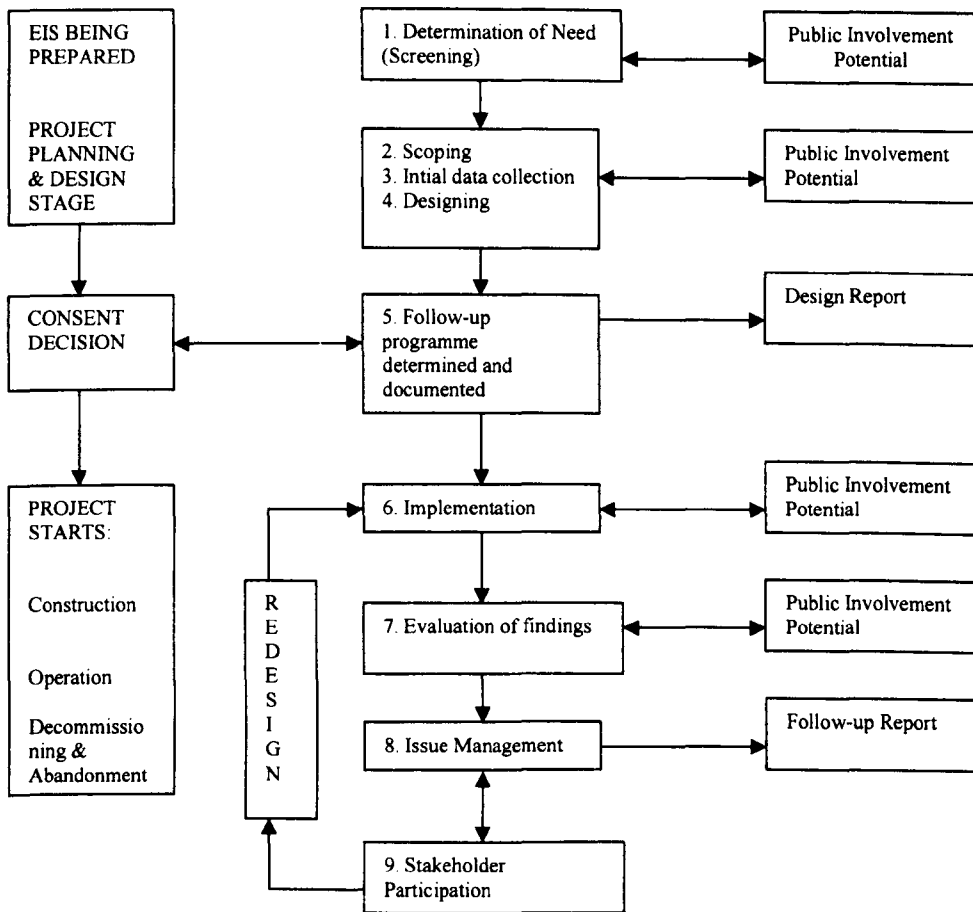 EIS BEING
PREPARED
PROJECT
PLANNING
& DESIGN
STAGE
CONSENT
DECISION
PROJECT
STARTS:
Construction
Operation
Decommissio
ning &
Abandonment
1. Determination of Need
(Screening)
2. Scoping
3. Intial data collection
4. Designing
5. Follow-up
programme
determined and
documented
6. Implementation
7. Evaluation of findings
8. Issue Management
9. Stakeholder
Participation
R
E
D
E
S
I
G
N
Public Involvement
Potential
Public Involvement
Potential
Design Report
Public Involvement
Potential
Public Involvement
Potential
Follow-up Report